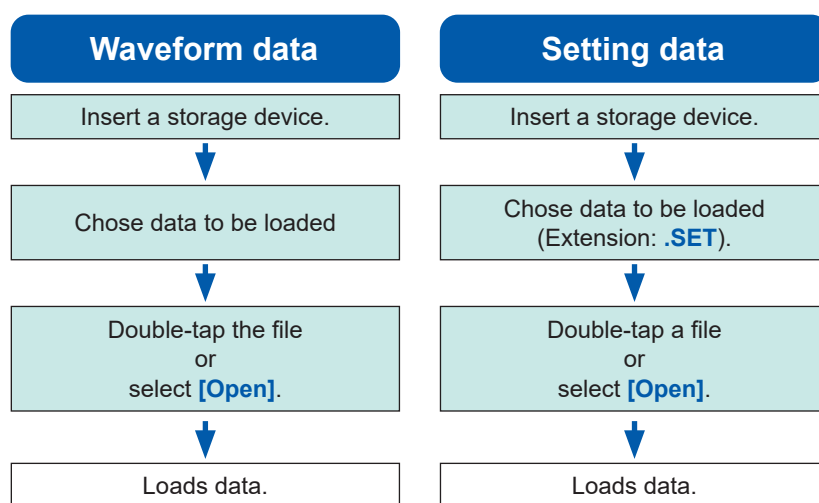 Waveform data
Insert a storage device.
Chose data to be loaded
Double-tap the file
or
select [Open].
Loads data.
Setting data
Insert a storage device.
Chose data to be loaded
(Extension: .SET).
Double-tap a file
or
select [Open].
Loads data.